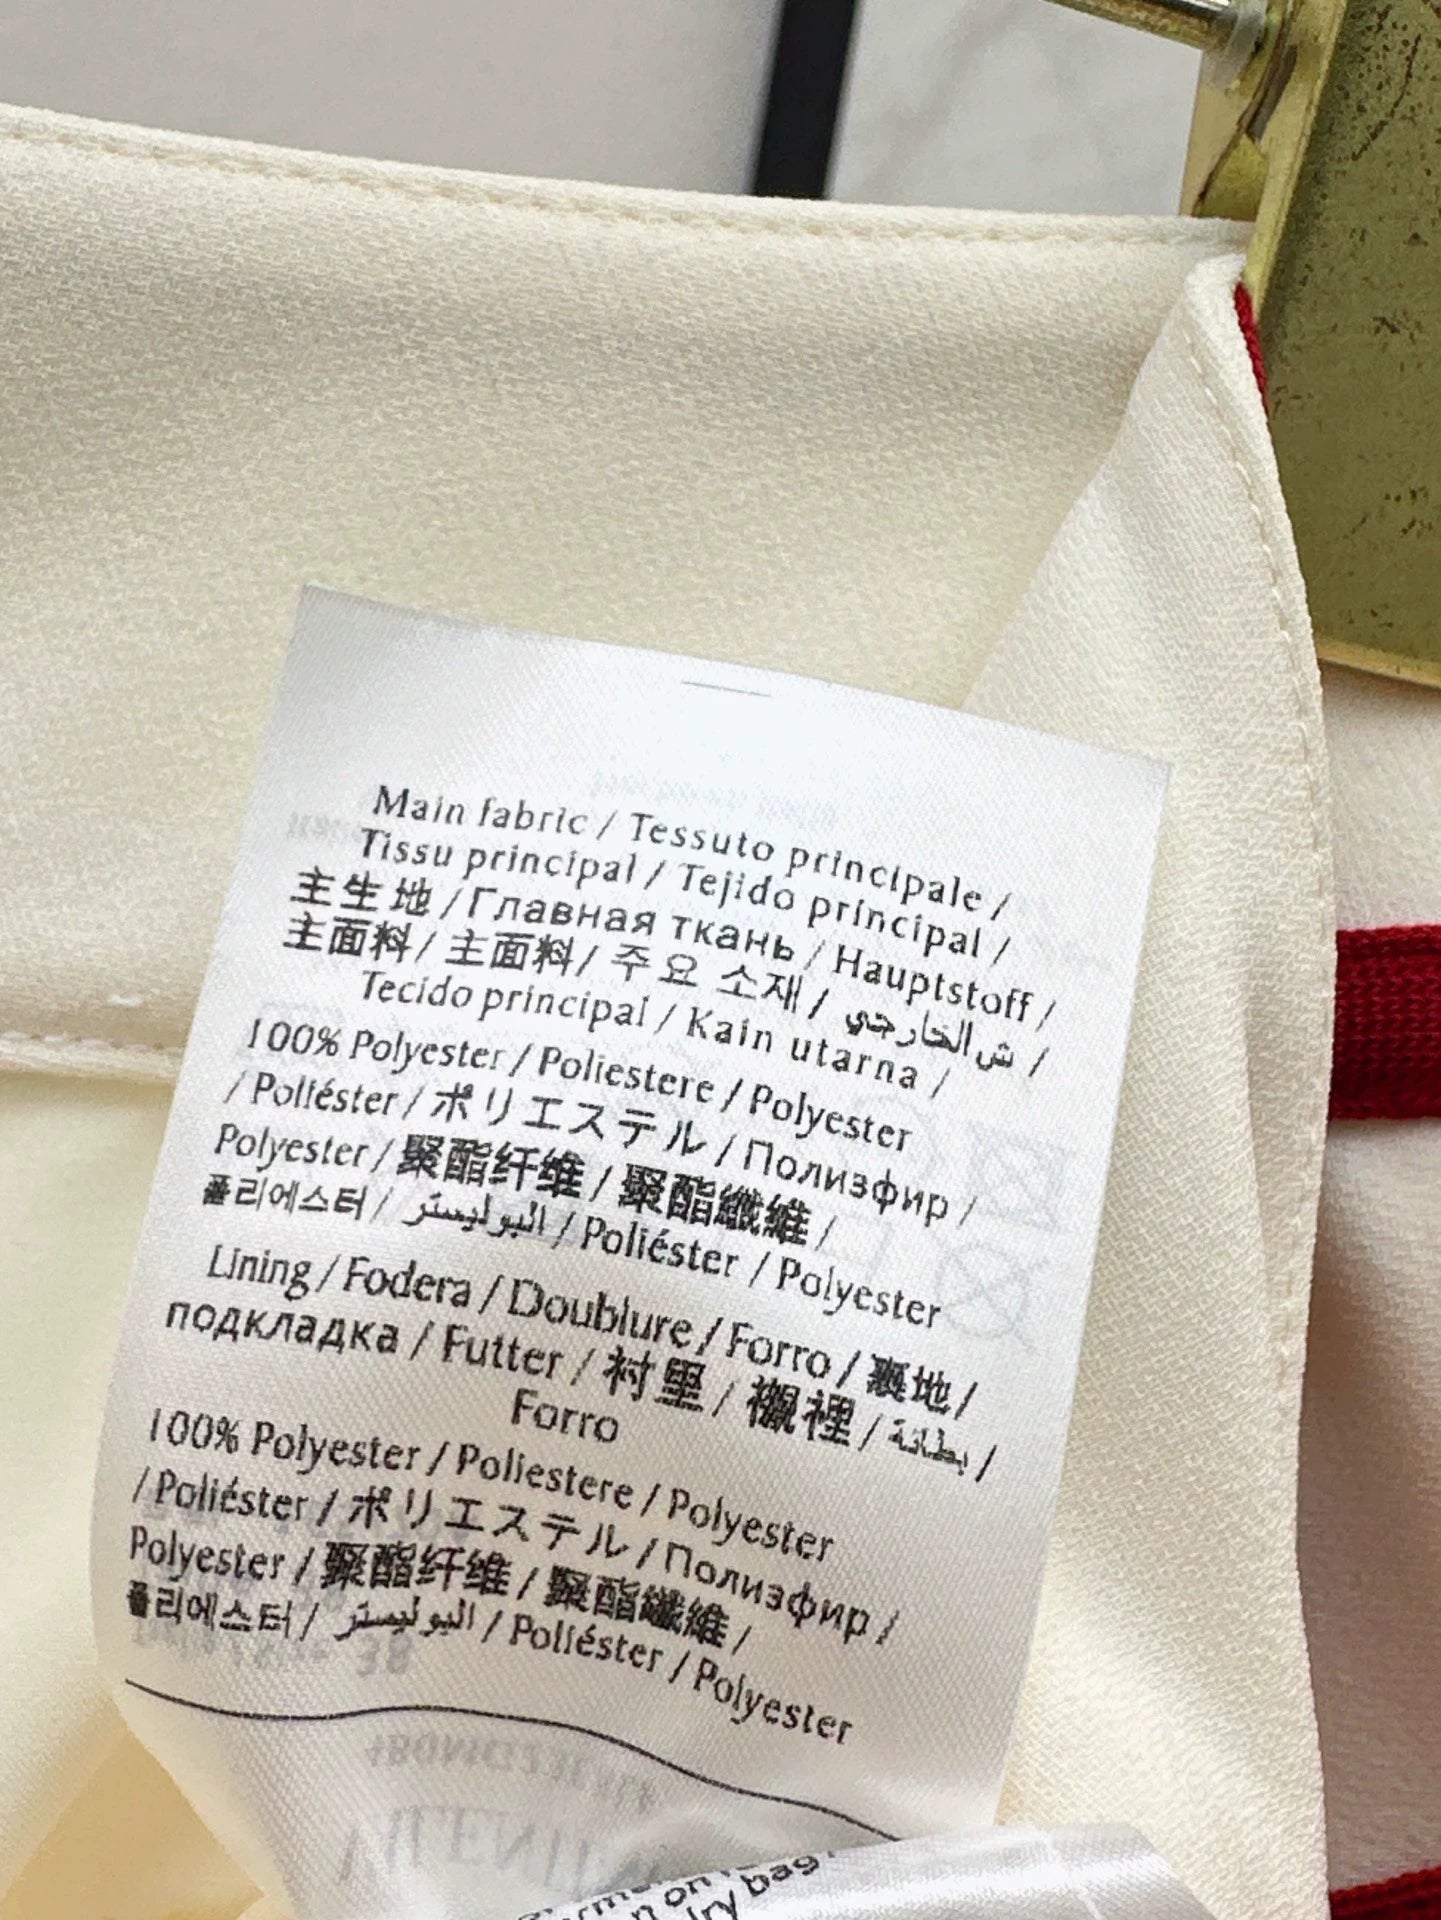 Main fabric / Tessuto principale /
Tissu principal / Tejido principal /
主生地 / Главная ткань / Hauptstoff /
主面料 / 主面料 / 주요 소재 / ش الخارجي /
Tecido principal / Kain utarna /
100% Polyester / Poliestere / Polyester
/ Poliéster / ポリエステル / Полиэфир /
Polyester / 聚酯纤维 / 聚酯纖維 /
폴리에스터 / البوليستر / Poliéster / Polyester
Lining / Fodera / Doublure / Forro / 裏地 /
подкладка / Futter / 衬里 / 襯裡 / بطانة /
Forro
100% Polyester / Poliestere / Polyester
/ Poliéster / ポリエステル / Полиэфир /
Polyester / 聚酯纤维 / 聚酯纖維 /
폴리에스터 / البوليستر / Poliéster / Polyester
38
on
bag